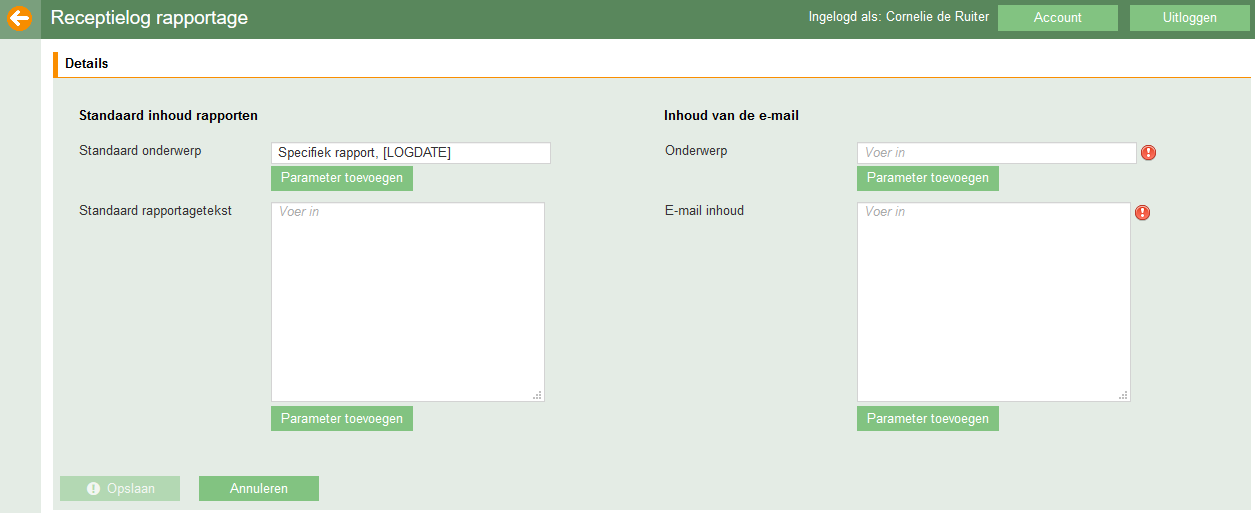 Receptielog rapportage
Ingelogd als: Cornelie de Ruiter
Account
Uitloggen
Details
Standaard inhoud rapporten
Standaard onderwerp
Specifiek rapport, [LOGDATE]
Parameter toevoegen
Standaard rapportagetekst
Voer in
Parameter toevoegen
Inhoud van de e-mail
Onderwerp
Voer in
Parameter toevoegen
E-mail inhoud
Voer in
Parameter toevoegen
Opslaan
Annuleren